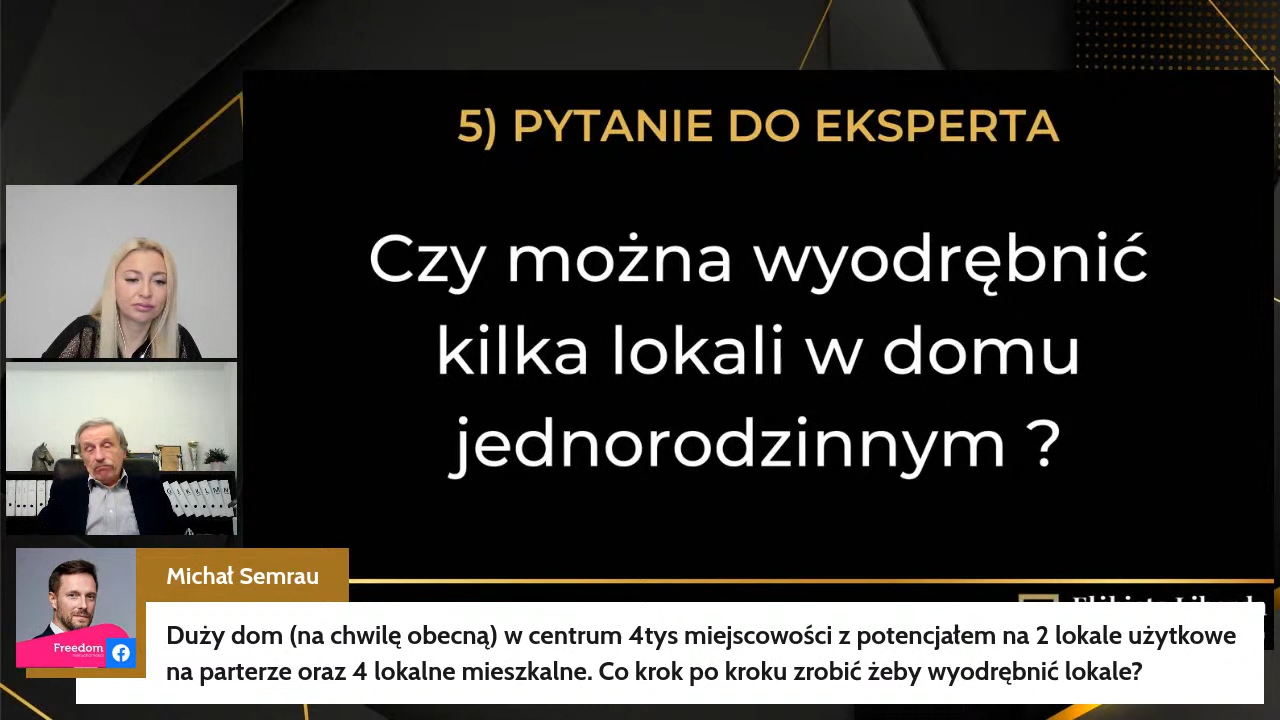 5) PYTANIE DO EKSPERTA
Czy można wyodrębnić
kilka lokali w domu
jednorodzinnym ?
Michał Semrau
Freedom
Duży dom (na chwilę obecną) w centrum 4tys miejscowości z potencjałem na 2 lokale użytkowe
na parterze oraz 4 lokalne mieszkalne. Co krok po kroku zrobić żeby wyodrębnić lokale?